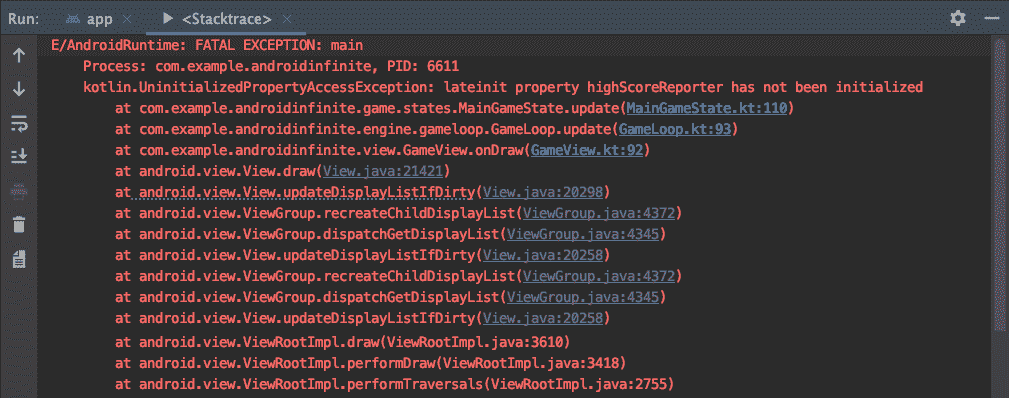 Run: app <Stacktrace>
E/AndroidRuntime: FATAL EXCEPTION: main
Process: com.example.androidinfinite, PID: 6611
kotlin.UninitializedPropertyAccessException: lateinit property highScoreReporter has not been initialized
at com.example.androidinfinite.game.states.MainGameState.update(MainGameState.kt:110)
at com.example.androidinfinite.engine.gameloop.GameLoop.update(GameLoop.kt:93)
at com.example.androidinfinite.view.GameView.onDraw(GameView.kt:92)
at android.view.View.draw(View.java:21421)
at android.view.View.updateDisplayListIfDirty(View.java:20298)
at android.view.ViewGroup.recreateChildDisplayList(ViewGroup.java:4372)
at android.view.ViewGroup.dispatchGetDisplayList(ViewGroup.java:4345)
at android.view.View.updateDisplayListIfDirty(View.java:20258)
at android.view.ViewGroup.recreateChildDisplayList(ViewGroup.java:4372)
at android.view.ViewGroup.dispatchGetDisplayList(ViewGroup.java:4345)
at android.view.View.updateDisplayListIfDirty(View.java:20258)
at android.view.ViewRootImpl.draw(ViewRootImpl.java:3610)
at android.view.ViewRootImpl.performDraw(ViewRootImpl.java:3418)
at android.view.ViewRootImpl.performTraversals(ViewRootImpl.java:2755)